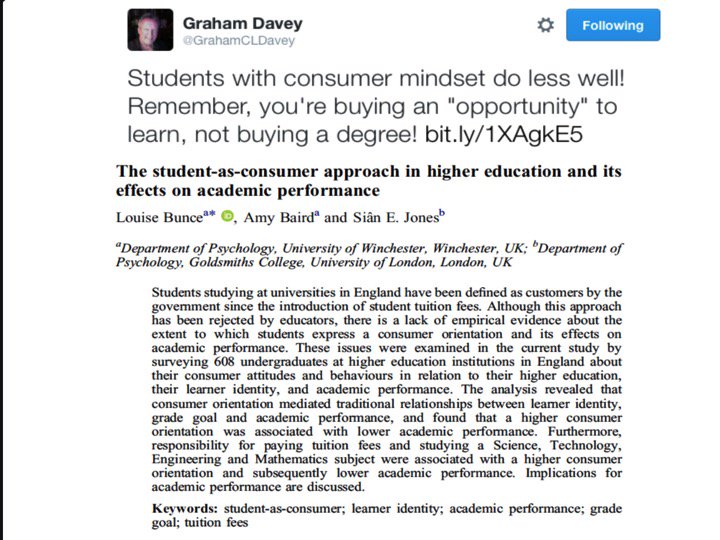 Graham Davey
@GrahamCLDavey
Following
Students with consumer mindset do less well!
Remember, you're buying an "opportunity" to
learn, not buying a degree! bit.ly/1XAgkE5
The student-as-consumer approach in higher education and its
effects on academic performance
Louise Bunceᵃ* iD, Amy Bairdᵃ and Siân E. Jonesᵇ
ᵃDepartment of Psychology, University of Winchester, Winchester, UK; ᵇDepartment of
Psychology, Goldsmiths College, University of London, London, UK
Students studying at universities in England have been defined as customers by the
government since the introduction of student tuition fees. Although this approach
has been rejected by educators, there is a lack of empirical evidence about the
extent to which students express a consumer orientation and its effects on
academic performance. These issues were examined in the current study by
surveying 608 undergraduates at higher education institutions in England about
their consumer attitudes and behaviours in relation to their higher education,
their learner identity, and academic performance. The analysis revealed that
consumer orientation mediated traditional relationships between learner identity,
grade goal and academic performance, and found that a higher consumer
orientation was associated with lower academic performance. Furthermore,
responsibility for paying tuition fees and studying a Science, Technology,
Engineering and Mathematics subject were associated with a higher consumer
orientation and subsequently lower academic performance. Implications for
academic performance are discussed.
Keywords: student-as-consumer; learner identity; academic performance; grade
goal; tuition fees